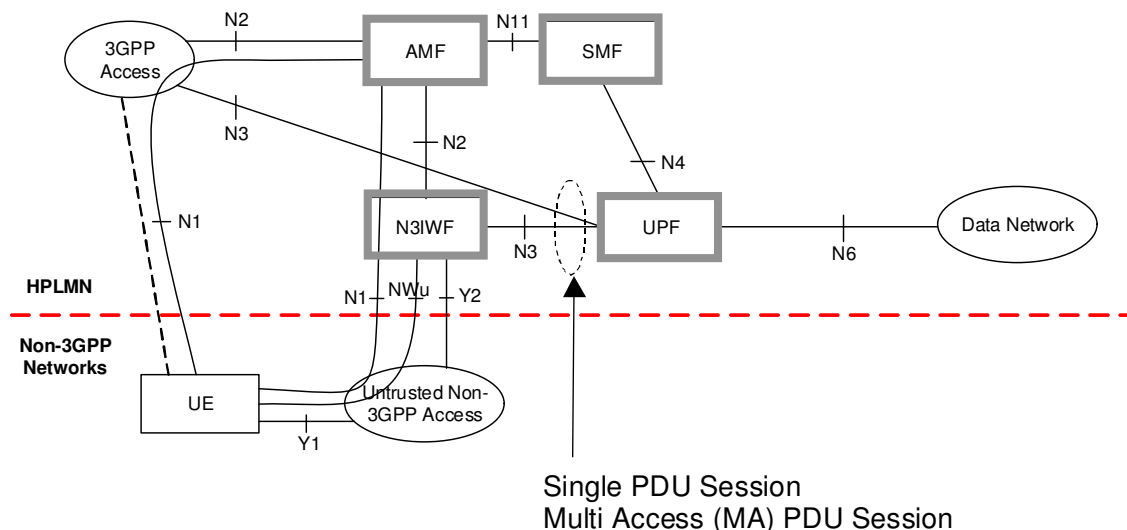 N2
N11
3GPP
Access
AMF
SMF
N3
N2
N4
N1
N3IWF
UPF
Data Network
N3
N6
HPLMN
N1
NWu
Y2
Non-3GPP
Networks
UE
Untrusted Non-
3GPP Access
Y1
Single PDU Session
Multi Access (MA) PDU Session